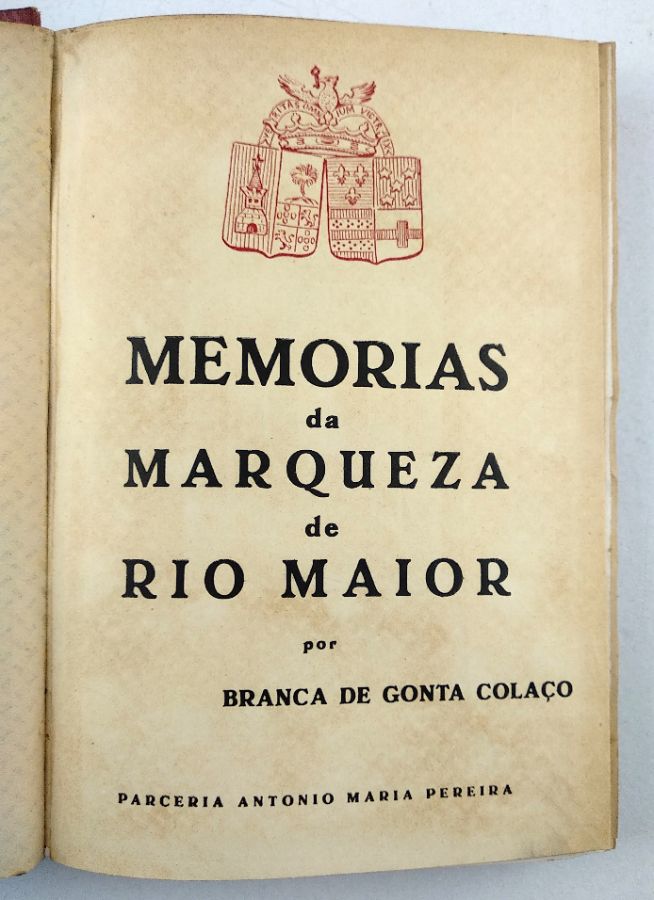 MEMORIAS
da
MARQUEZA
de
RIO MAIOR
por
BRANCA DE GONTA COLAÇO
PARCERIA ANTONIO MARIA PEREIRA